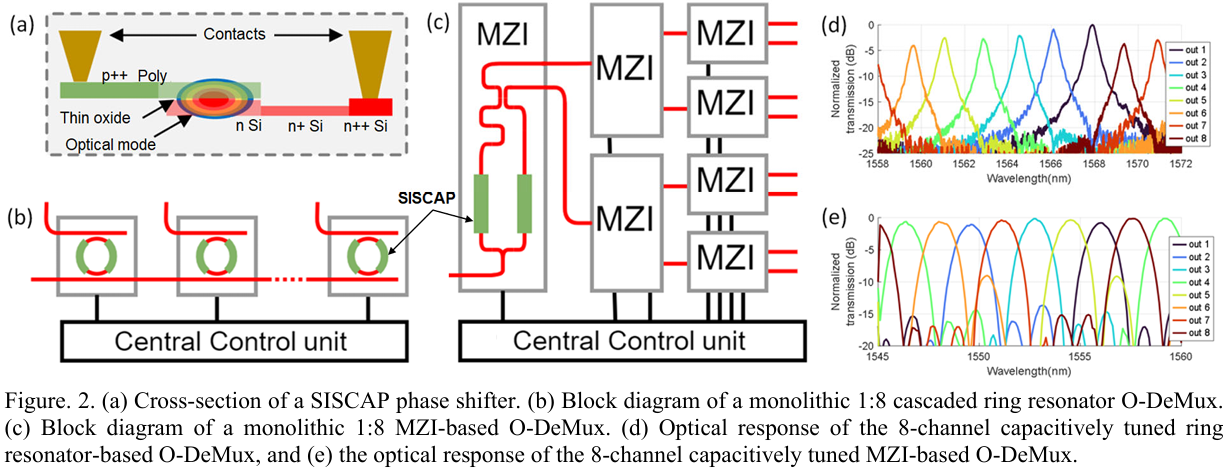 (a)
Contacts
p++ Poly
Thin oxide
n Si
n+ Si
n++ Si
Optical mode
(b)
SISCAP
Central Control unit
(c)
MZI
MZI
MZI
MZI
MZI
MZI
MZI
Central Control unit
(d)
Normalized
transmission (dB)
0
-5
-10
-15
-20
-25
1558
1560
1562
1564
1566
1568
1570
1572
Wavelength(nm)
out 1
out 2
out 3
out 4
out 5
out 6
out 7
out 8
(e)
Normalized
transmission (dB)
0
-5
-10
-15
-20
1545
1550
1555
1560
Wavelength(nm)
out 1
out 2
out 3
out 4
out 5
out 6
out 7
out 8
Figure. 2. (a) Cross-section of a SISCAP phase shifter. (b) Block diagram of a monolithic 1:8 cascaded ring resonator O-DeMux.
(c) Block diagram of a monolithic 1:8 MZI-based O-DeMux. (d) Optical response of the 8-channel capacitively tuned ring
resonator-based O-DeMux, and (e) the optical response of the 8-channel capacitively tuned MZI-based O-DeMux.